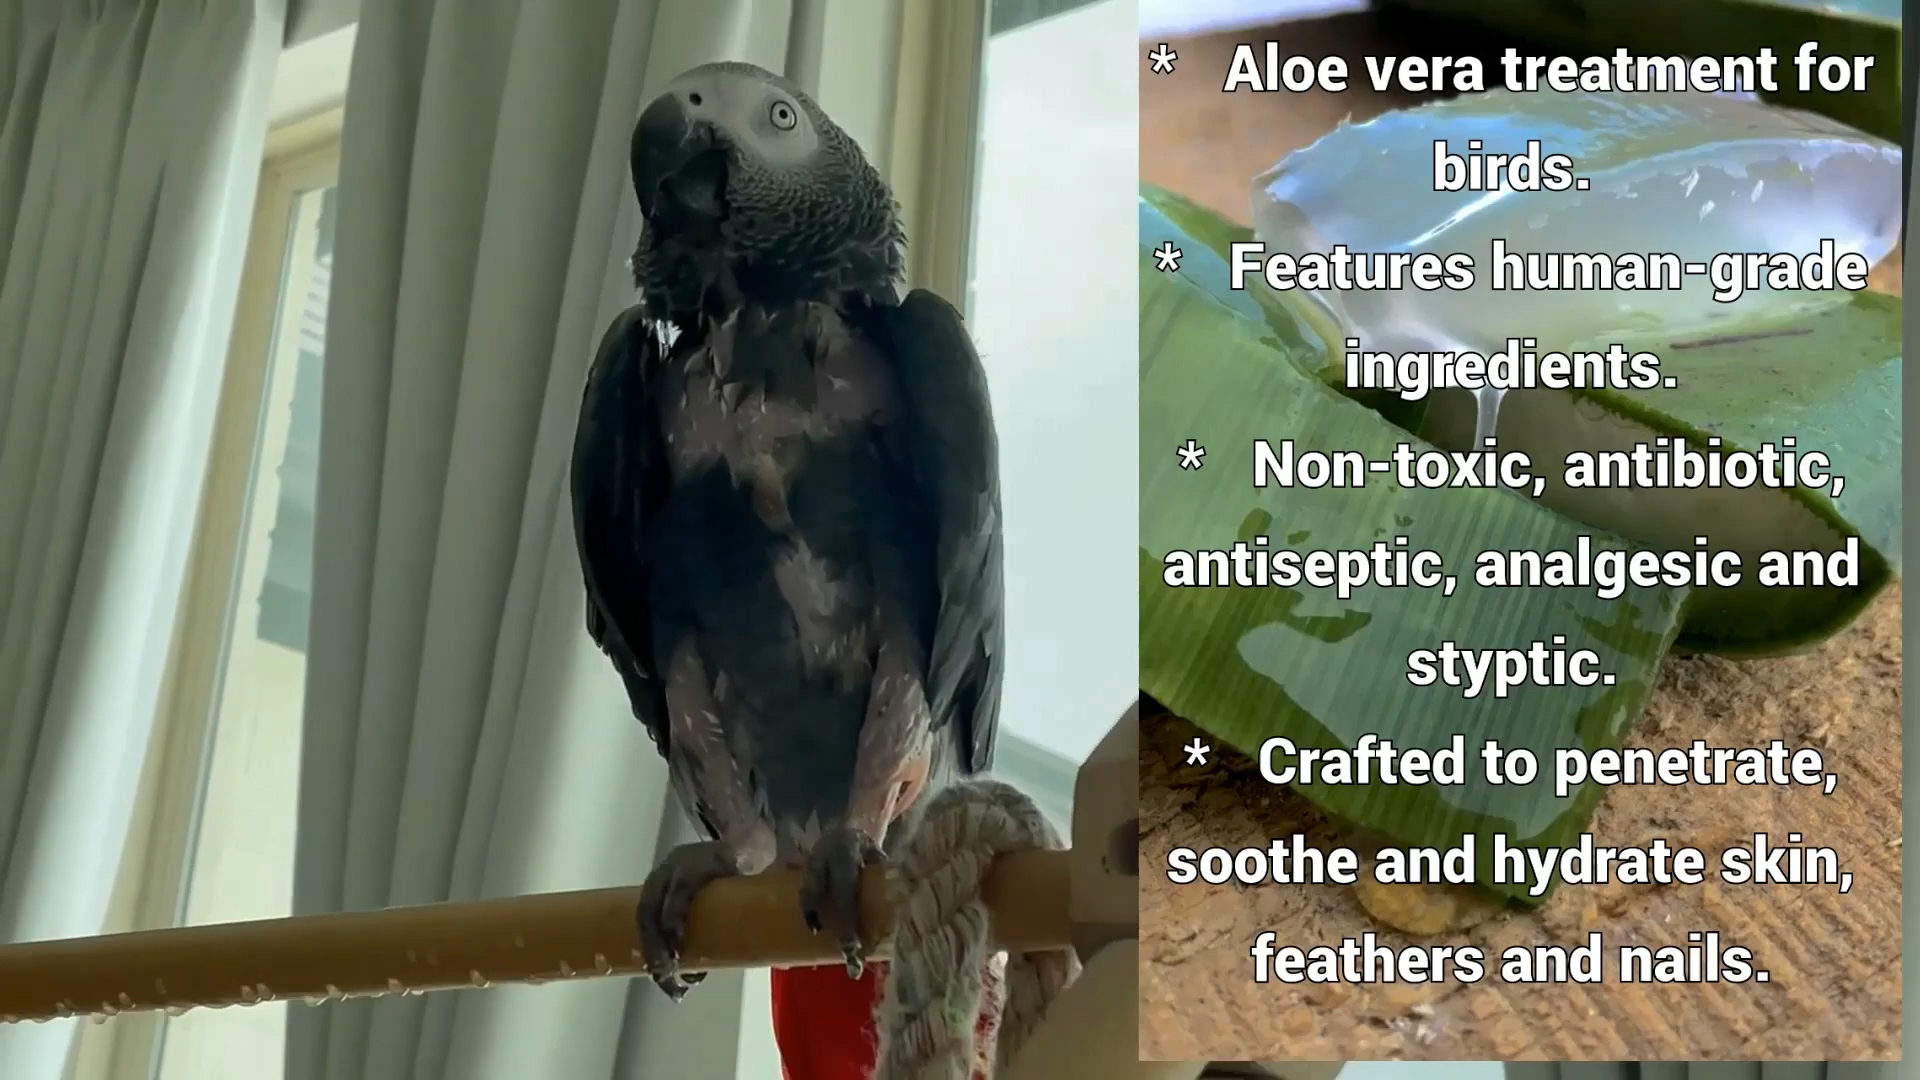 * Aloe vera treatment for
birds.
* Features human-grade
ingredients.
* Non-toxic, antibiotic,
antiseptic, analgesic and
styptic.
* Crafted to penetrate,
soothe and hydrate skin,
feathers and nails.